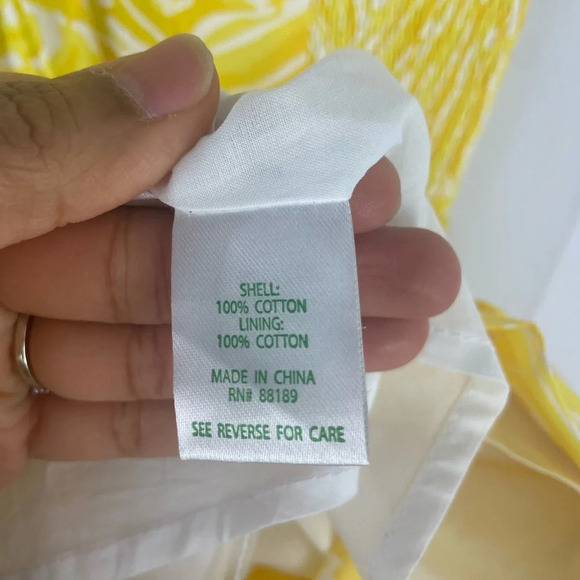 SHELL:
100% COTTON
LINING:
100% COTTON
MADE IN CHINA
RN# 88189
SEE REVERSE FOR CARE